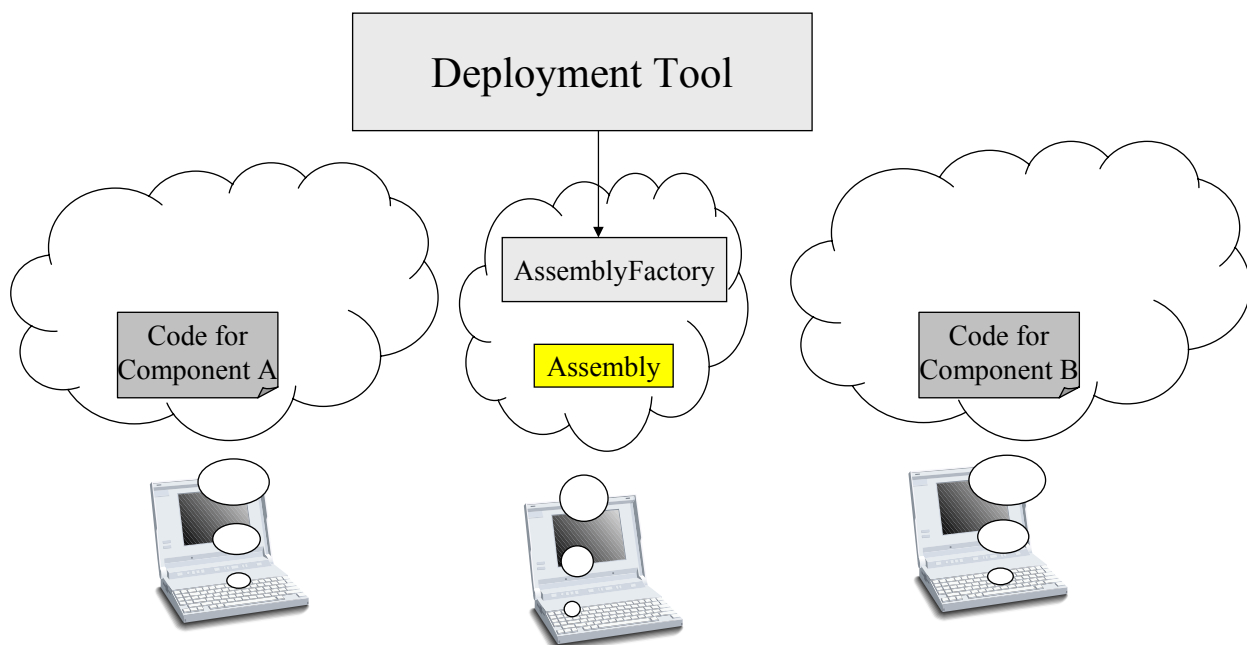 Deployment Tool
AssemblyFactory
Code for
Component A
Assembly
Code for
Component B